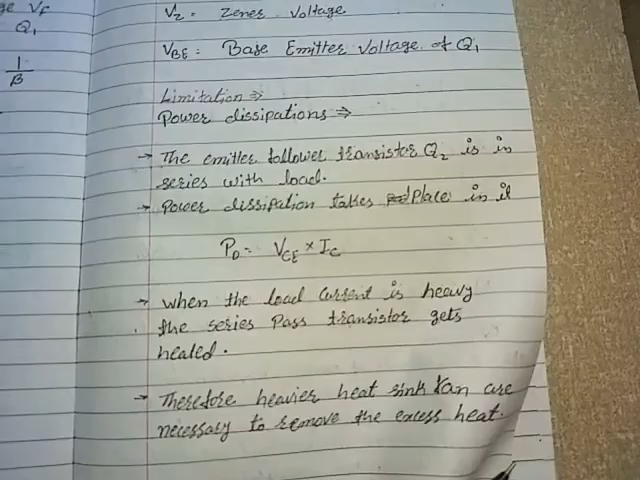 ge VF
Q1
1
β
Vz = Zener Voltage
VBE = Base Emitter Voltage of Q1
Limitation ⇒
Power dissipations ⇒
→ The emitter follower transistor Q2 is in
series with load.
→ Power dissipation takes Place in it
PD = VCE × IC
→ when the load current is heavy
the series Pass transistor gets
healed.
→ Therefore heavier heat sink are
necessary to remove the excess heat.